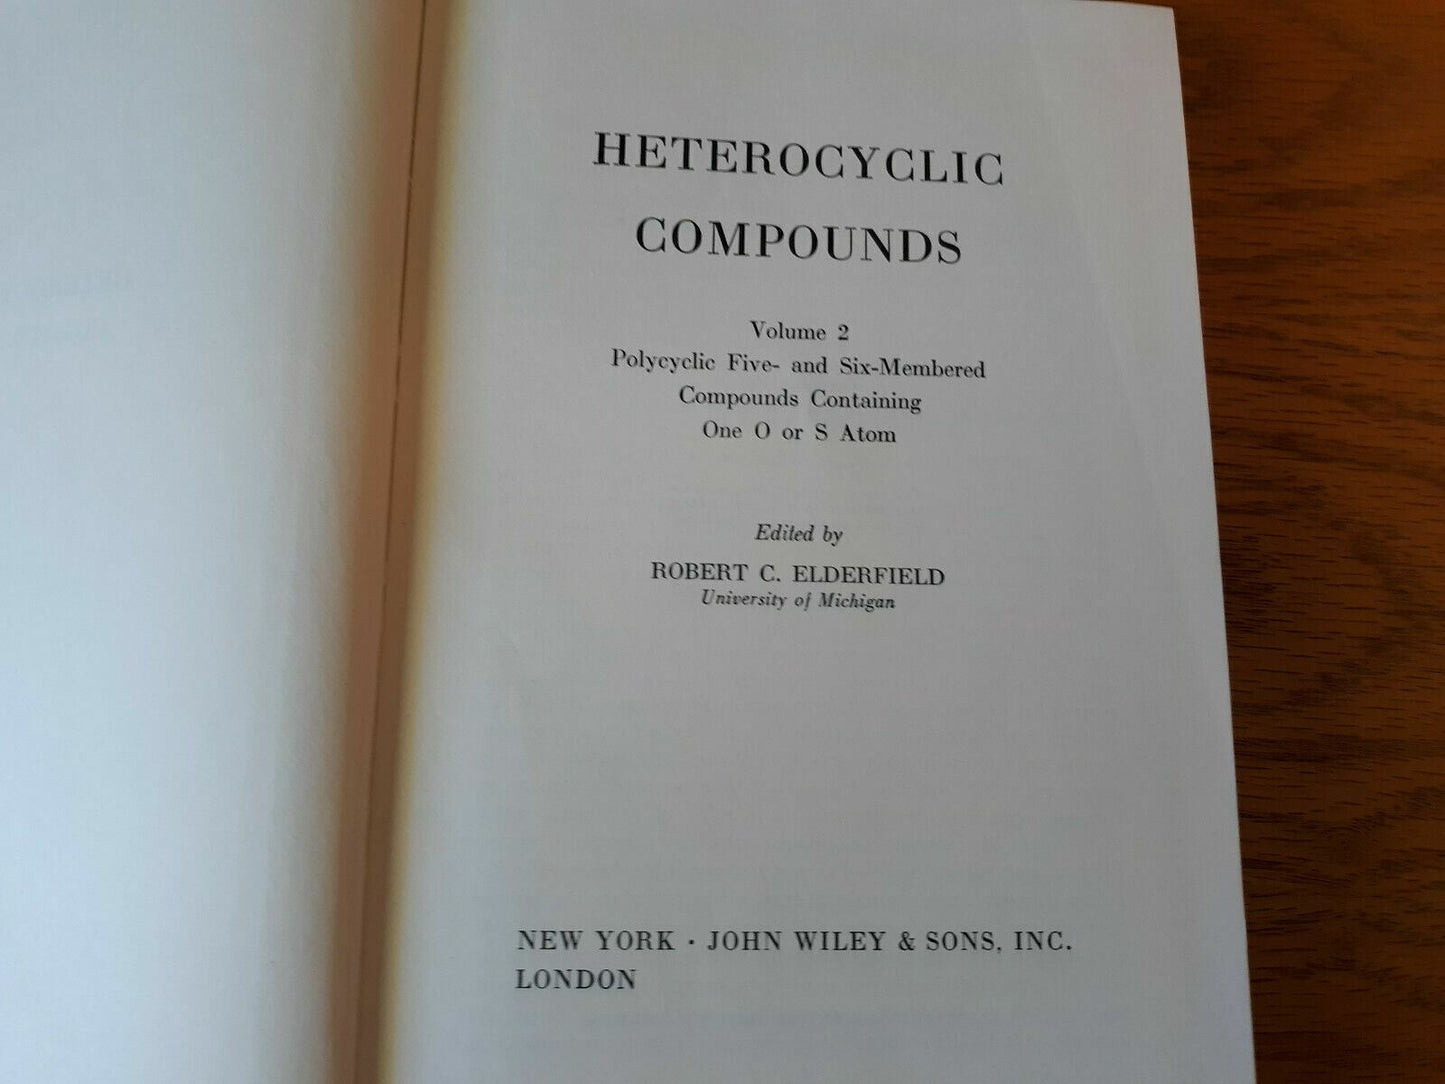 HETEROCYCLIC
COMPOUNDS
Volume 2
Polycyclic Five- and Six-Membered
Compounds Containing
One O or S Atom
Edited by
ROBERT C. ELDERFIELD
University of Michigan
NEW YORK · JOHN WILEY & SONS, INC.
LONDON